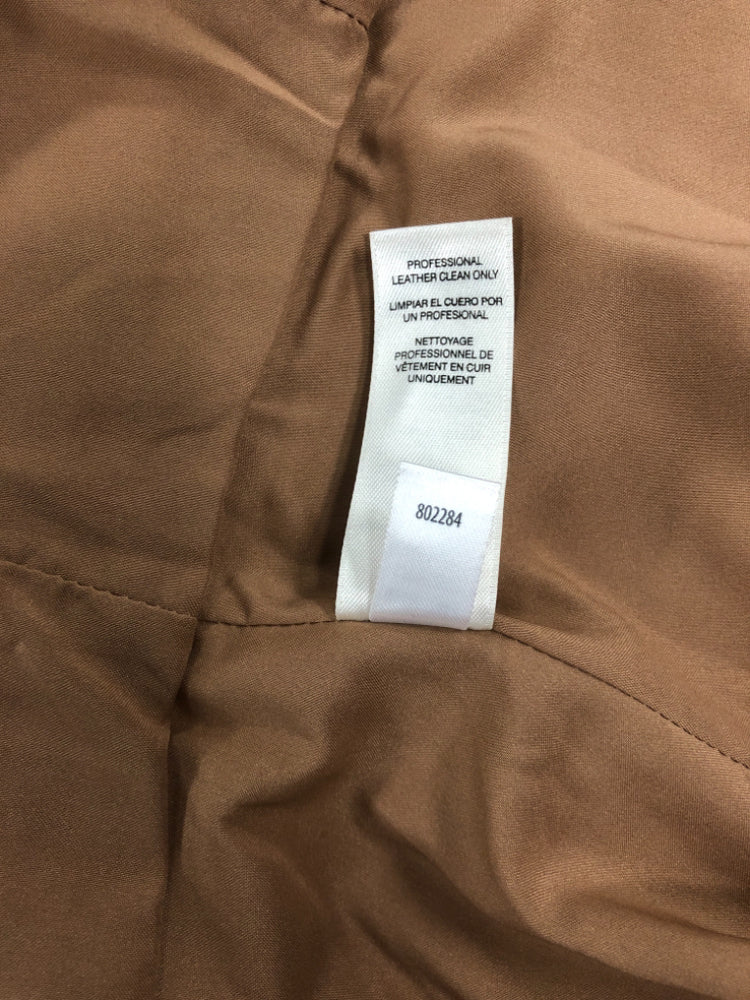 PROFESSIONAL
LEATHER CLEAN ONLY
LIMPIAR EL CUERO POR
UN PROFESIONAL
NETTOYAGE
PROFESSIONNEL DE
VÊTEMENT EN CUIR
UNIQUEMENT
802284